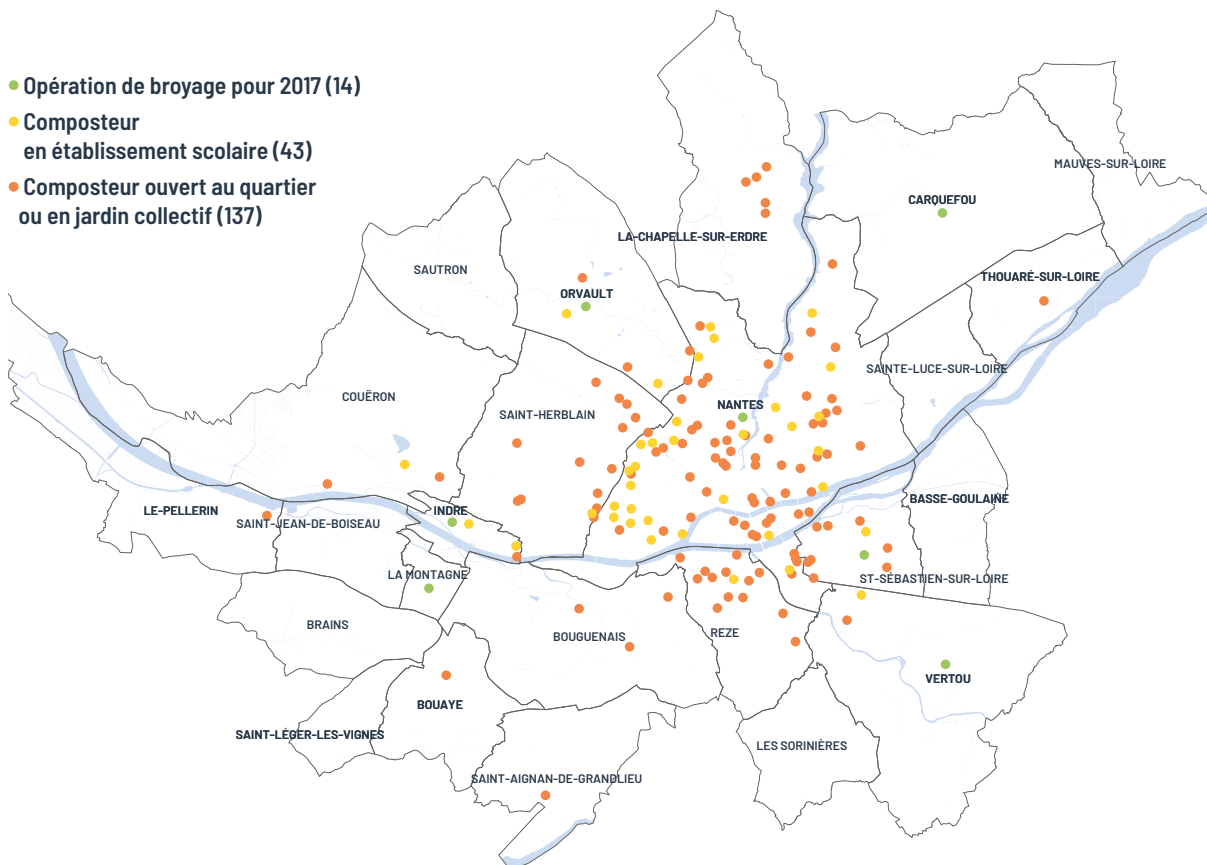 Opération de broyage pour 2017 (14)
Composteur
en établissement scolaire (43)
Composteur ouvert au quartier
ou en jardin collectif (137)
MAUVES-SUR-LOIRE
CARQUEFOU
LA-CHAPELLE-SUR-ERDRE
SAUTRON
THOUARÉ-SUR-LOIRE
ORVAULT
SAINTE-LUCE-SUR-LOIRE
COUËRON
NANTES
SAINT-HERBLAIN
BASSE-GOULAINE
LE-PELLERIN
INDRE
SAINT-JEAN-DE-BOISEAU
LA MONTAGNE
ST-SÉBASTIEN-SUR-LOIRE
BRAINS
BOUGUENAIS
REZE
VERTOU
BOUAYE
SAINT-LÉGER-LES-VIGNES
LES SORINIÈRES
SAINT-AIGNAN-DE-GRANDLIEU